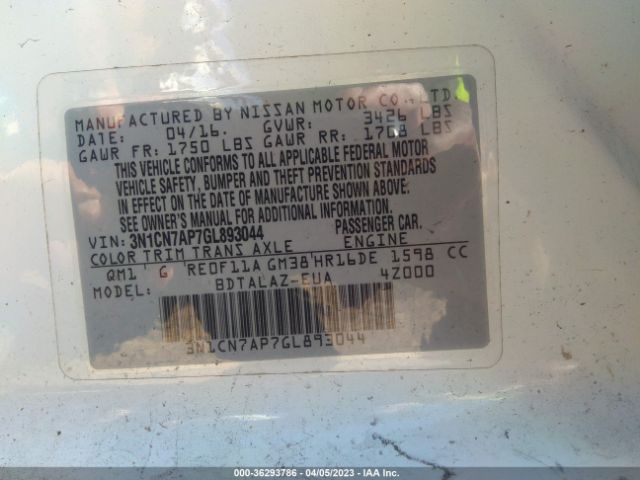 MANUFACTURED BY NISSAN MOTOR CO., LTD.
DATE: 04/16. GVWR: 3426 LBS
GAWR FR: 1750 LBS GAWR RR: 1708 LBS
THIS VEHICLE CONFORMS TO ALL APPLICABLE FEDERAL MOTOR
VEHICLE SAFETY, BUMPER AND THEFT PREVENTION STANDARDS
IN EFFECT ON THE DATE OF MANUFACTURE SHOWN ABOVE.
SEE OWNER'S MANUAL FOR ADDITIONAL INFORMATION.
VIN: 3N1CN7AP7GL893044 PASSENGER CAR.
COLOR TRIM TRANS AXLE ENGINE
QM1 G RE0F11A GM38 HR16DE 1598 CC
MODEL: BDTALAZ-EUA 4Z000
3N1CN7AP7GL893044
000-36293786 - 04/05/2023 - IAA Inc.